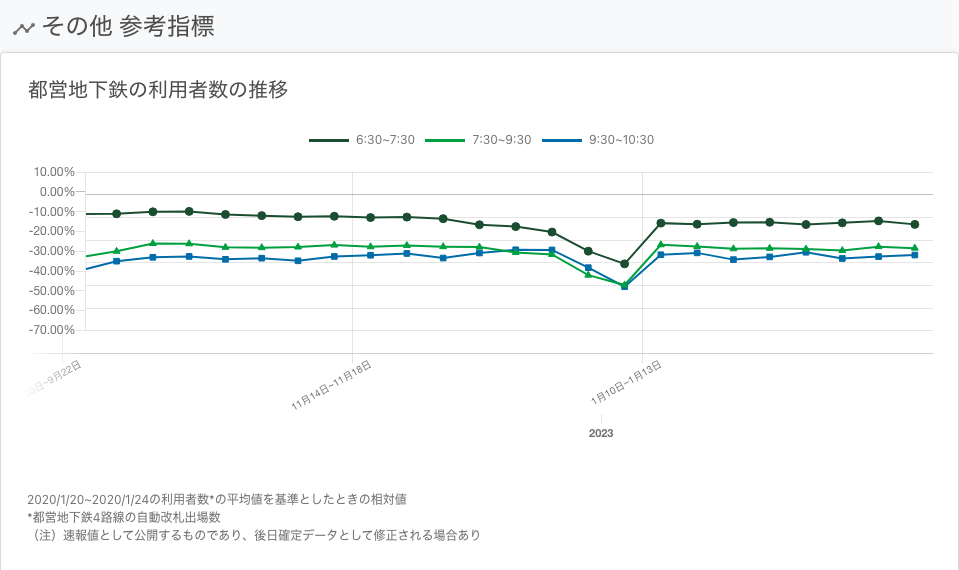 その他 参考指標
都営地下鉄の利用者数の推移
6:30~7:30 7:30~9:30 9:30~10:30
10.00%
0.00%
-10.00%
-20.00%
-30.00%
-40.00%
-50.00%
-60.00%
-70.00%
日~9月22日
11月14日~11月18日
1月10日~1月13日
2023
2020/1/20~2020/1/24の利用者数*の平均値を基準としたときの相対値
*都営地下鉄4路線の自動改札出場数
（注）速報値として公開するものであり、後日確定データとして修正される場合あり